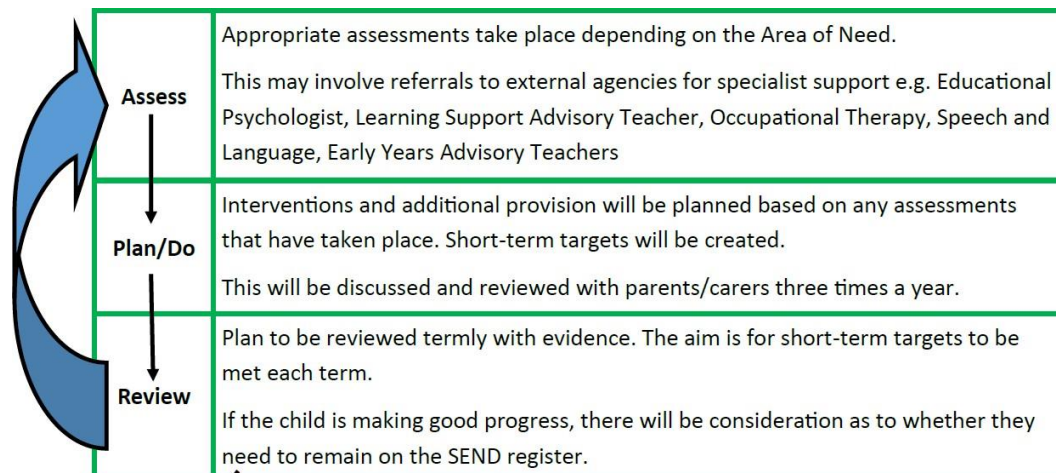 Appropriate assessments take place depending on the Area of Need.
Assess
This may involve referrals to external agencies for specialist support e.g. Educational
Psychologist, Learning Support Advisory Teacher, Occupational Therapy, Speech and
Language, Early Years Advisory Teachers
Plan/Do
Interventions and additional provision will be planned based on any assessments
that have taken place. Short-term targets will be created.
This will be discussed and reviewed with parents/carers three times a year.
Review
Plan to be reviewed termly with evidence. The aim is for short-term targets to be
met each term.
If the child is making good progress, there will be consideration as to whether they
need to remain on the SEND register.